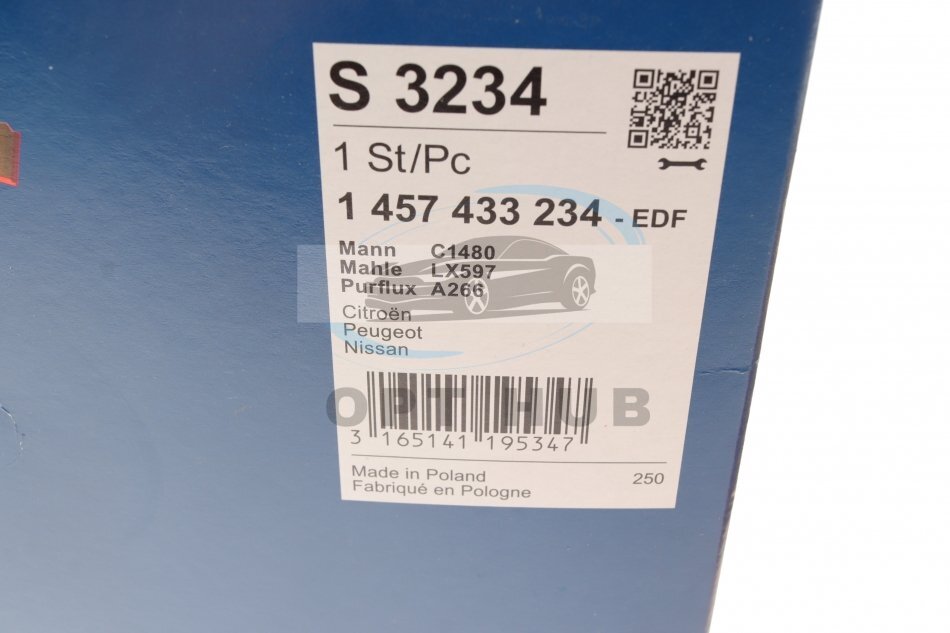 S 3234
1 St/Pc
1 457 433 234 - EDF
Mann C1480
Mahle LX597
Purflux A266
Citroën
Peugeot
Nissan
OPT HUB
3 165141 195347
Made in Poland 250
Fabriqué en Pologne